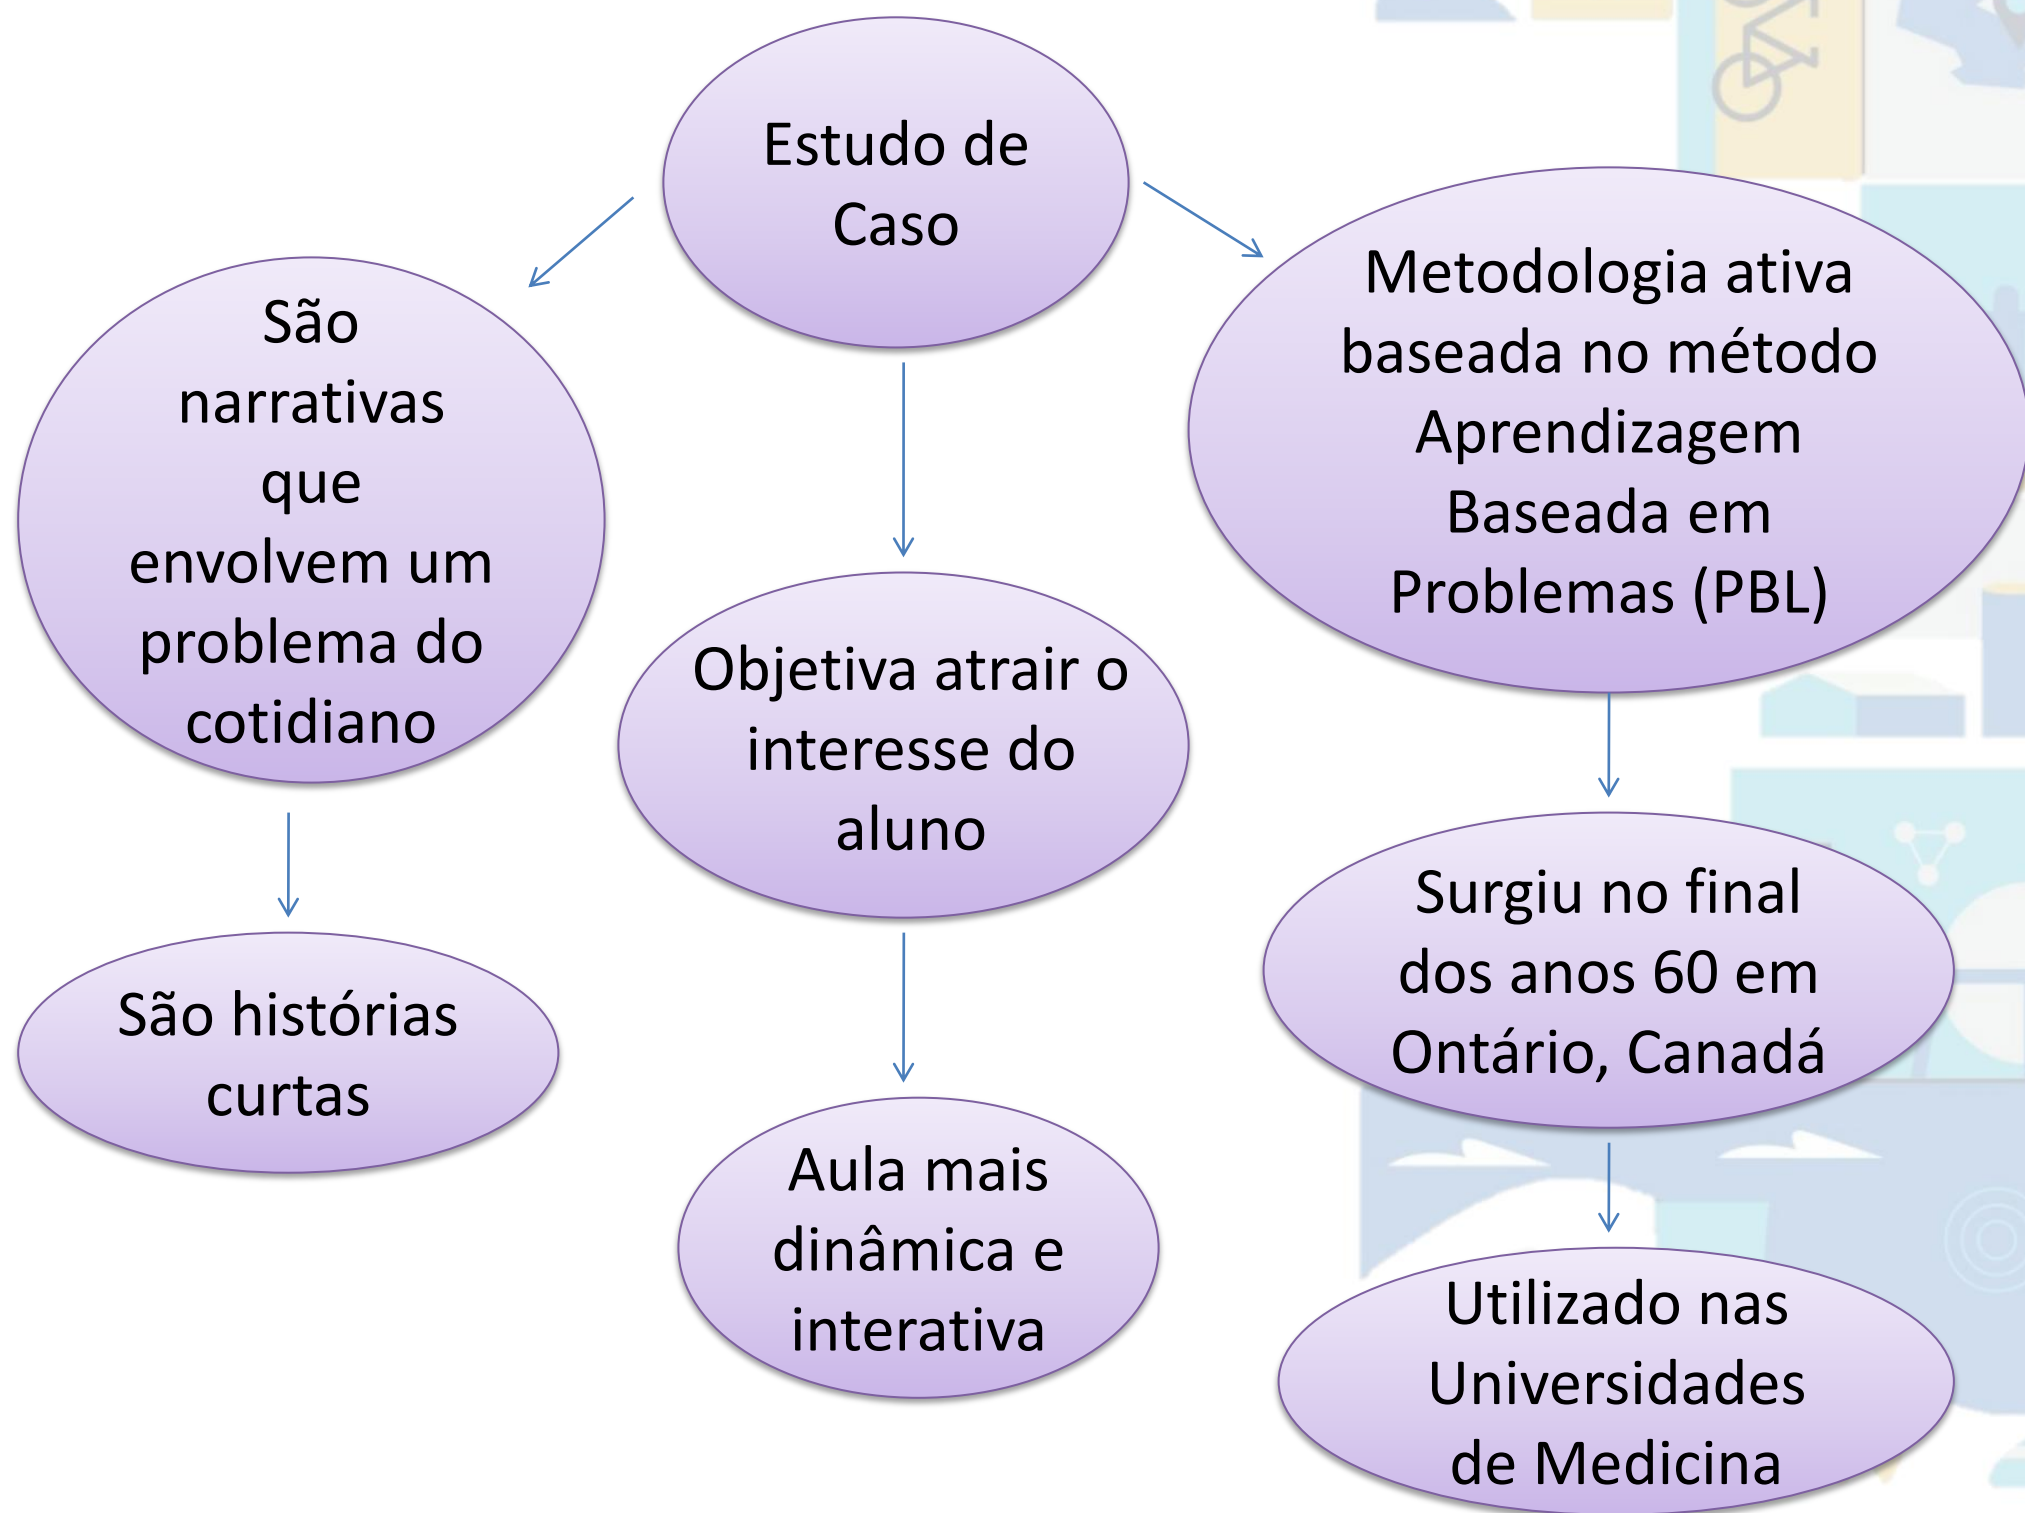 Estudo de
Caso
São
narrativas
que
envolvem um
problema do
cotidiano
São histórias
curtas
Objetiva atrair o
interesse do
aluno
Aula mais
dinâmica e
interativa
Metodologia ativa
baseada no método
Aprendizagem
Baseada em
Problemas (PBL)
Surgiu no final
dos anos 60 em
Ontário, Canadá
Utilizado nas
Universidades
de Medicina